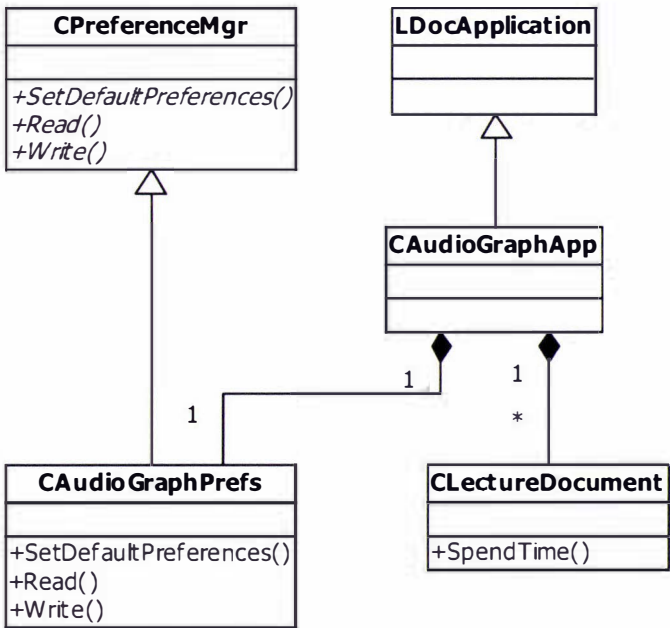 CPreferenceMgr
+SetDefaultPreferences()
+Read()
+Write()
LDocApplication
CAudioGraphApp
1
1
1
*
CAudioGraphPrefs
+SetDefaultPreferences()
+Read()
+Write()
CLectureDocument
+SpendTime()